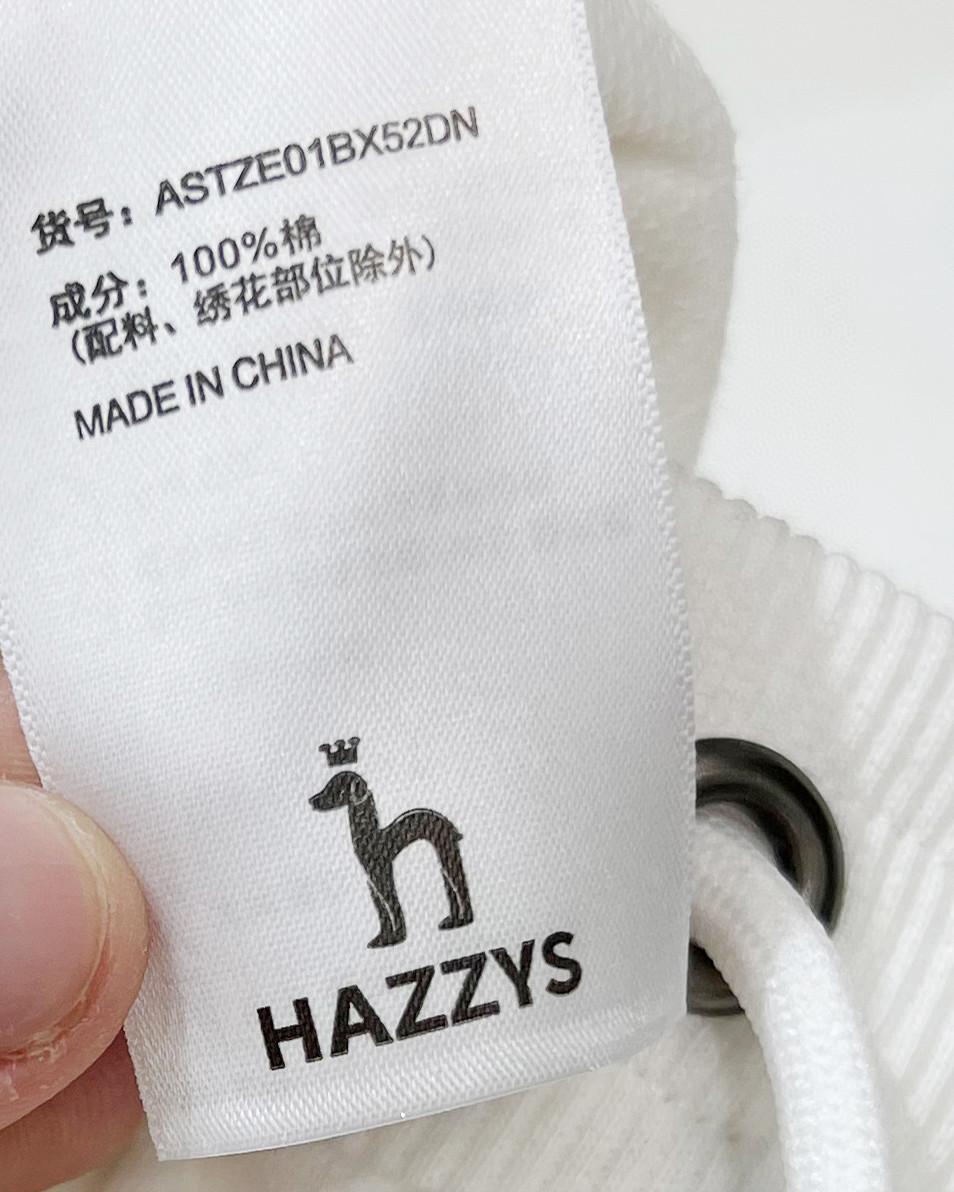 货号：ASTZE01BX52DN
成分：100%棉
(配料、绣花部位除外)
MADE IN CHINA
HAZZYS